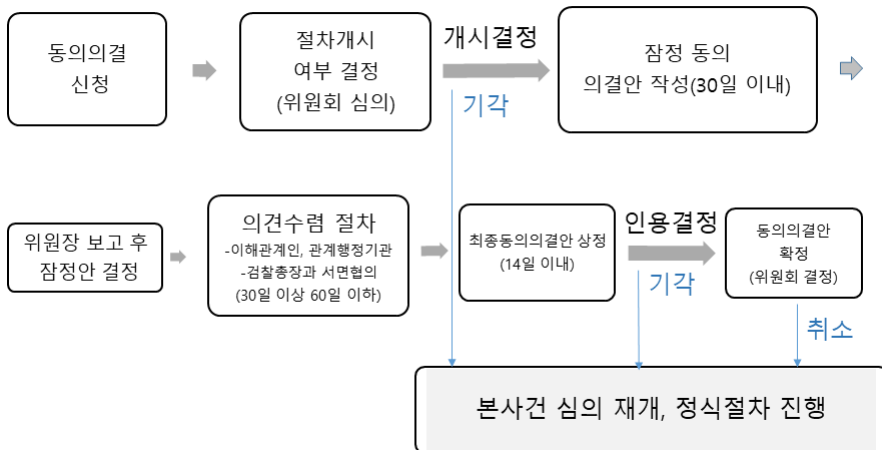 동의의결
신청
절차개시
여부 결정
(위원회 심의)
개시결정
기각
잠정 동의
의결안 작성(30일 이내)
위원장 보고 후
잠정안 결정
의견수렴 절차
-이해관계인, 관계행정기관
-검찰총장과 서면협의
(30일 이상 60일 이하)
최종동의의결안 상정
(14일 이내)
인용결정
기각
동의의결안
확정
(위원회 결정)
취소
본사건 심의 재개, 정식절차 진행